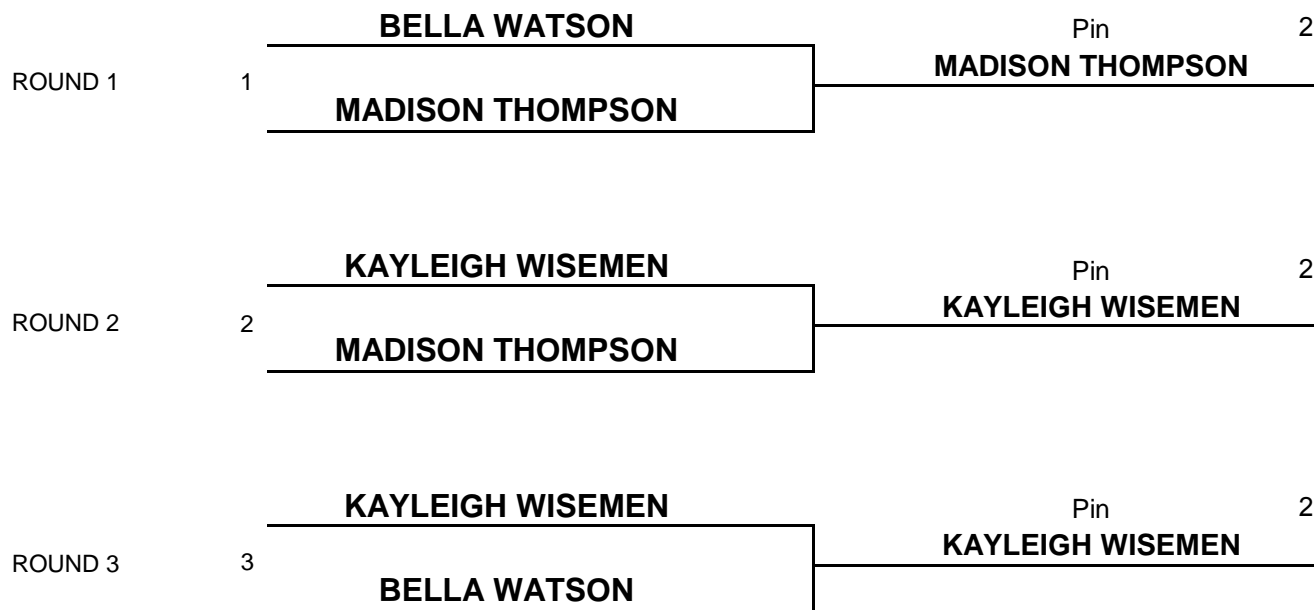 BELLA WATSON
Pin 2
MADISON THOMPSON
ROUND 1 1
MADISON THOMPSON
KAYLEIGH WISEMEN
Pin 2
KAYLEIGH WISEMEN
ROUND 2 2
MADISON THOMPSON
KAYLEIGH WISEMEN
Pin 2
KAYLEIGH WISEMEN
ROUND 3 3
BELLA WATSON